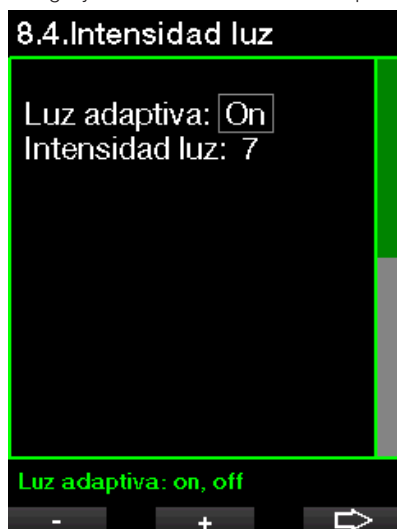 8.4.Intensidad luz
Luz adaptiva: On
Intensidad luz: 7
Luz adaptiva: on, off
- +